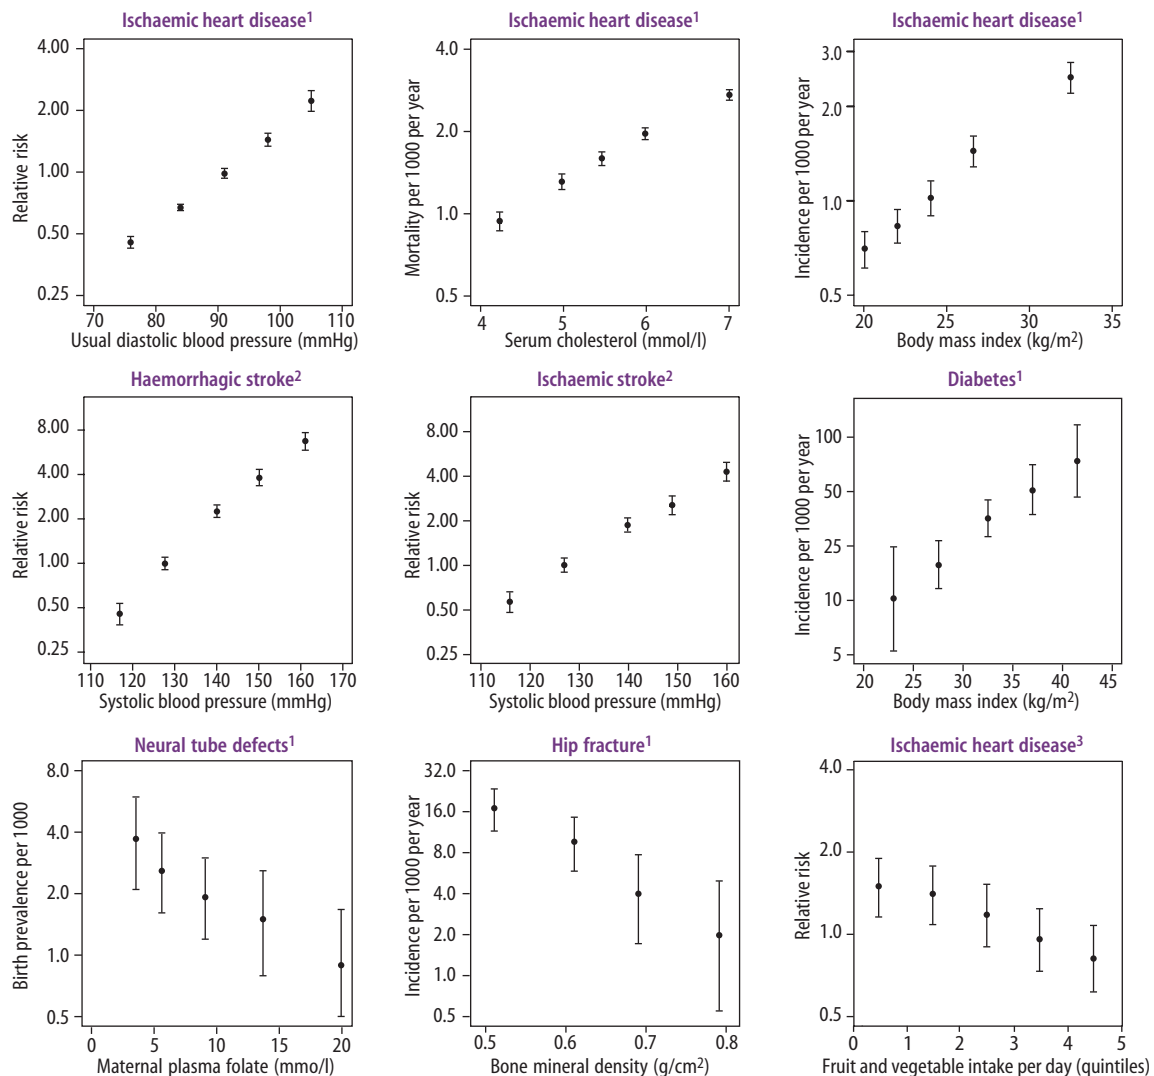 Ischaemic heart disease1
Relative risk
4.00
2.00
1.00
0.50
0.25
70 80 90 100 110
Usual diastolic blood pressure (mmHg)
Ischaemic heart disease1
Mortality per 1000 per year
4.0
2.0
1.0
0.5
4 5 6 7
Serum cholesterol (mmol/l)
Ischaemic heart disease1
Incidence per 1000 per year
3.0
2.0
1.0
0.5
20 25 30 35
Body mass index (kg/m2)
Haemorrhagic stroke2
Relative risk
8.00
4.00
2.00
1.00
0.50
0.25
110 120 130 140 150 160 170
Systolic blood pressure (mmHg)
Ischaemic stroke2
Relative risk
8.00
4.00
2.00
1.00
0.50
0.25
110 120 130 140 150 160
Systolic blood pressure (mmHg)
Diabetes1
Incidence per 1000 per year
100
50
25
10
5
20 25 30 35 40 45
Body mass index (kg/m2)
Neural tube defects1
Birth prevalence per 1000
8.0
4.0
2.0
1.0
0.5
0 5 10 15 20
Maternal plasma folate (mmo/l)
Hip fracture1
Incidence per 1000 per year
32.0
16.0
8.0
4.0
2.0
1.0
0.5
0.5 0.6 0.7 0.8
Bone mineral density (g/cm2)
Ischaemic heart disease3
Relative risk
4.0
2.0
1.0
0.5
0 1 2 3 4 5
Fruit and vegetable intake per day (quintiles)